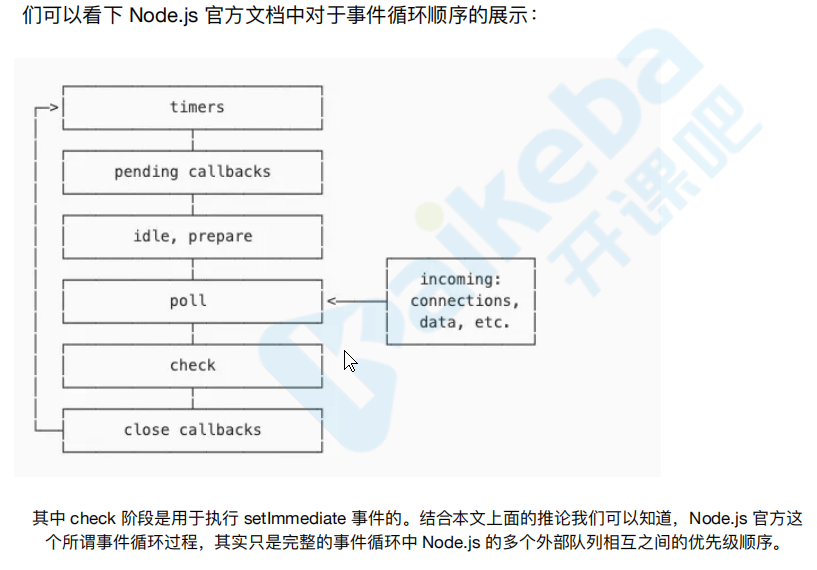 们可以看下 Node.js 官方文档中对于事件循环顺序的展示：
timers
pending callbacks
idle, prepare
poll
incoming:
connections,
data, etc.
check
close callbacks
kaikeba
开课吧
其中 check 阶段是用于执行 setImmediate 事件的。结合本文上面的推论我们可以知道，Node.js 官方这
个所谓事件循环过程，其实只是完整的事件循环中 Node.js 的多个外部队列相互之间的优先级顺序。